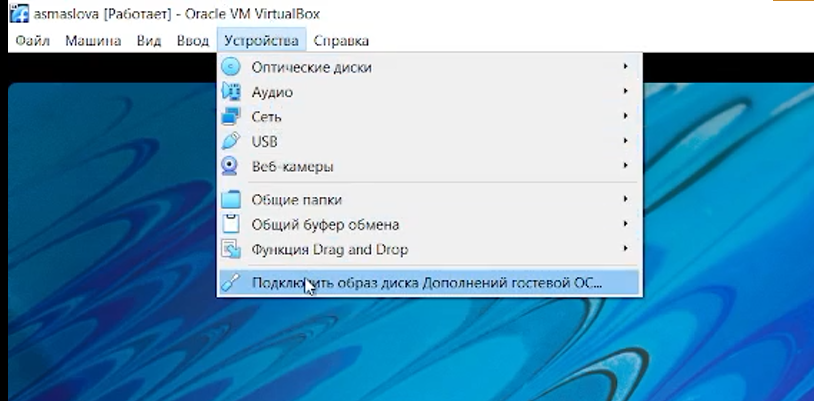 asmaslova [Работает] - Oracle VM VirtualBox
Файл Машина Вид Ввод Устройства Справка
Оптические диски
Аудио
Сеть
USB
Веб-камеры
Общие папки
Общий буфер обмена
Функция Drag and Drop
Подключить образ диска Дополнений гостевой ОС...